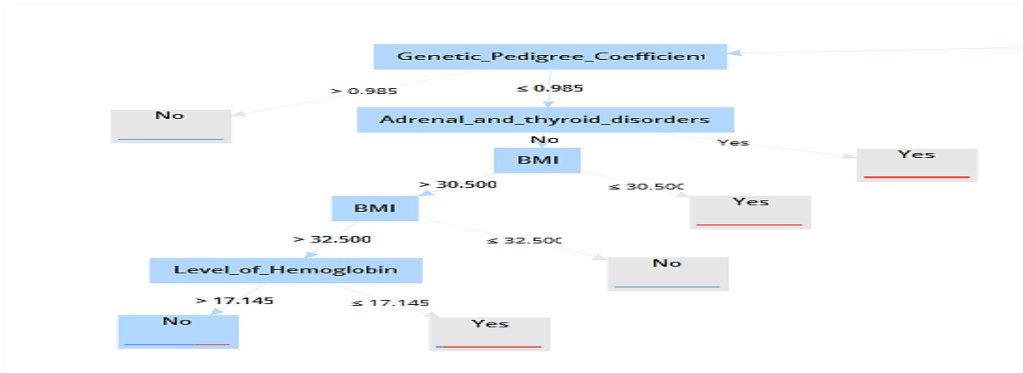 Genetic_Pedigree_Coefficient
> 0.985
≤ 0.985
No
Adrenal_and_thyroid_disorders
No
Yes
BMI
Yes
> 30.500
≤ 30.500
BMI
Yes
> 32.500
≤ 32.500
Level_of_Hemoglobin
No
> 17.145
≤ 17.145
No
Yes